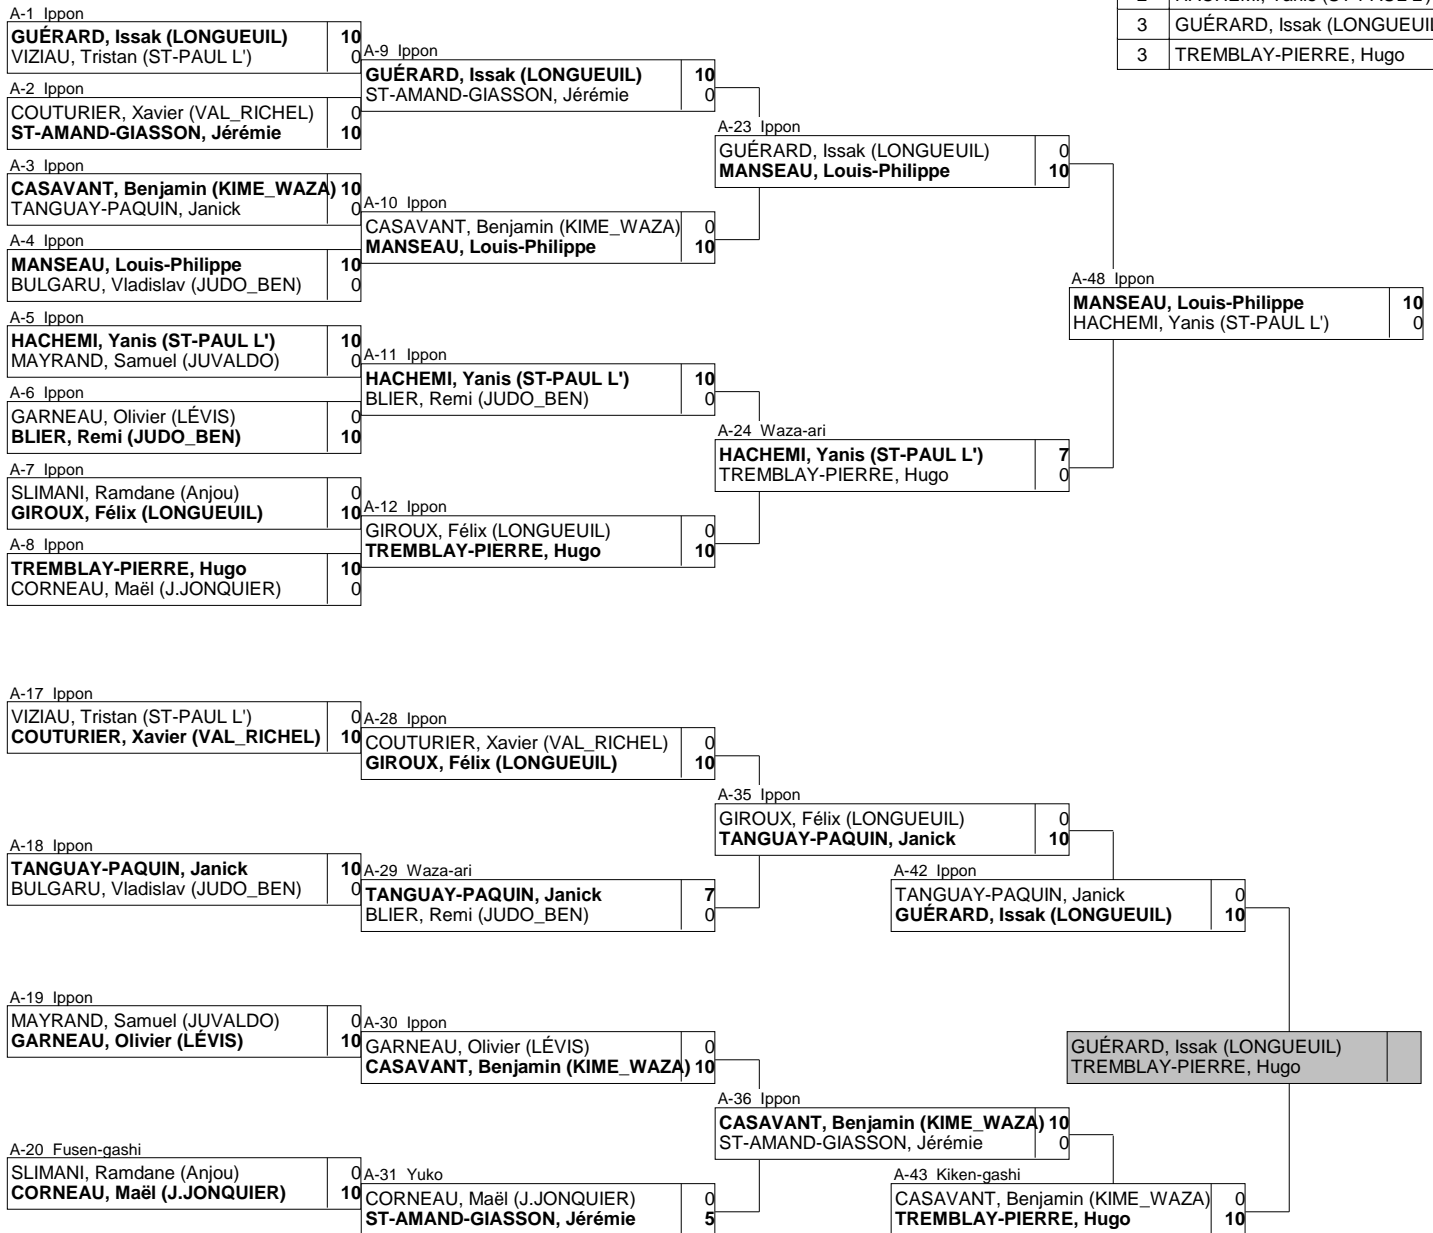 2 HACHEMI, Yanis (ST-PAUL L')
3 GUÉRARD, Issak (LONGUEUIL
3 TREMBLAY-PIERRE, Hugo
A-1 Ippon
GUÉRARD, Issak (LONGUEUIL) 10
VIZIAU, Tristan (ST-PAUL L') 0
A-2 Ippon
COUTURIER, Xavier (VAL_RICHEL) 0
ST-AMAND-GIASSON, Jérémie 10
A-3 Ippon
CASAVANT, Benjamin (KIME_WAZA) 10
TANGUAY-PAQUIN, Janick 0
A-4 Ippon
MANSEAU, Louis-Philippe 10
BULGARU, Vladislav (JUDO_BEN) 0
A-5 Ippon
HACHEMI, Yanis (ST-PAUL L') 10
MAYRAND, Samuel (JUVALDO) 0
A-6 Ippon
GARNEAU, Olivier (LÉVIS) 0
BLIER, Remi (JUDO_BEN) 10
A-7 Ippon
SLIMANI, Ramdane (Anjou) 0
GIROUX, Félix (LONGUEUIL) 10
A-8 Ippon
TREMBLAY-PIERRE, Hugo 10
CORNEAU, Maël (J.JONQUIER) 0
A-9 Ippon
GUÉRARD, Issak (LONGUEUIL) 10
ST-AMAND-GIASSON, Jérémie 0
A-10 Ippon
CASAVANT, Benjamin (KIME_WAZA) 0
MANSEAU, Louis-Philippe 10
A-11 Ippon
HACHEMI, Yanis (ST-PAUL L') 10
BLIER, Remi (JUDO_BEN) 0
A-12 Ippon
GIROUX, Félix (LONGUEUIL) 0
TREMBLAY-PIERRE, Hugo 10
A-23 Ippon
GUÉRARD, Issak (LONGUEUIL) 0
MANSEAU, Louis-Philippe 10
A-24 Waza-ari
HACHEMI, Yanis (ST-PAUL L') 7
TREMBLAY-PIERRE, Hugo 0
A-48 Ippon
MANSEAU, Louis-Philippe 10
HACHEMI, Yanis (ST-PAUL L') 0
A-17 Ippon
VIZIAU, Tristan (ST-PAUL L') 0
COUTURIER, Xavier (VAL_RICHEL) 10
A-18 Ippon
TANGUAY-PAQUIN, Janick 10
BULGARU, Vladislav (JUDO_BEN) 0
A-19 Ippon
MAYRAND, Samuel (JUVALDO) 0
GARNEAU, Olivier (LÉVIS) 10
A-20 Fusen-gashi
SLIMANI, Ramdane (Anjou) 0
CORNEAU, Maël (J.JONQUIER) 10
A-28 Ippon
COUTURIER, Xavier (VAL_RICHEL) 0
GIROUX, Félix (LONGUEUIL) 10
A-29 Waza-ari
TANGUAY-PAQUIN, Janick 7
BLIER, Remi (JUDO_BEN) 0
A-30 Ippon
GARNEAU, Olivier (LÉVIS) 0
CASAVANT, Benjamin (KIME_WAZA) 10
A-31 Yuko
CORNEAU, Maël (J.JONQUIER) 0
ST-AMAND-GIASSON, Jérémie 5
A-35 Ippon
GIROUX, Félix (LONGUEUIL) 0
TANGUAY-PAQUIN, Janick 10
A-36 Ippon
CASAVANT, Benjamin (KIME_WAZA) 10
ST-AMAND-GIASSON, Jérémie 0
A-42 Ippon
TANGUAY-PAQUIN, Janick 0
GUÉRARD, Issak (LONGUEUIL) 10
A-43 Kiken-gashi
CASAVANT, Benjamin (KIME_WAZA) 0
TREMBLAY-PIERRE, Hugo 10
GUÉRARD, Issak (LONGUEUIL)
TREMBLAY-PIERRE, Hugo